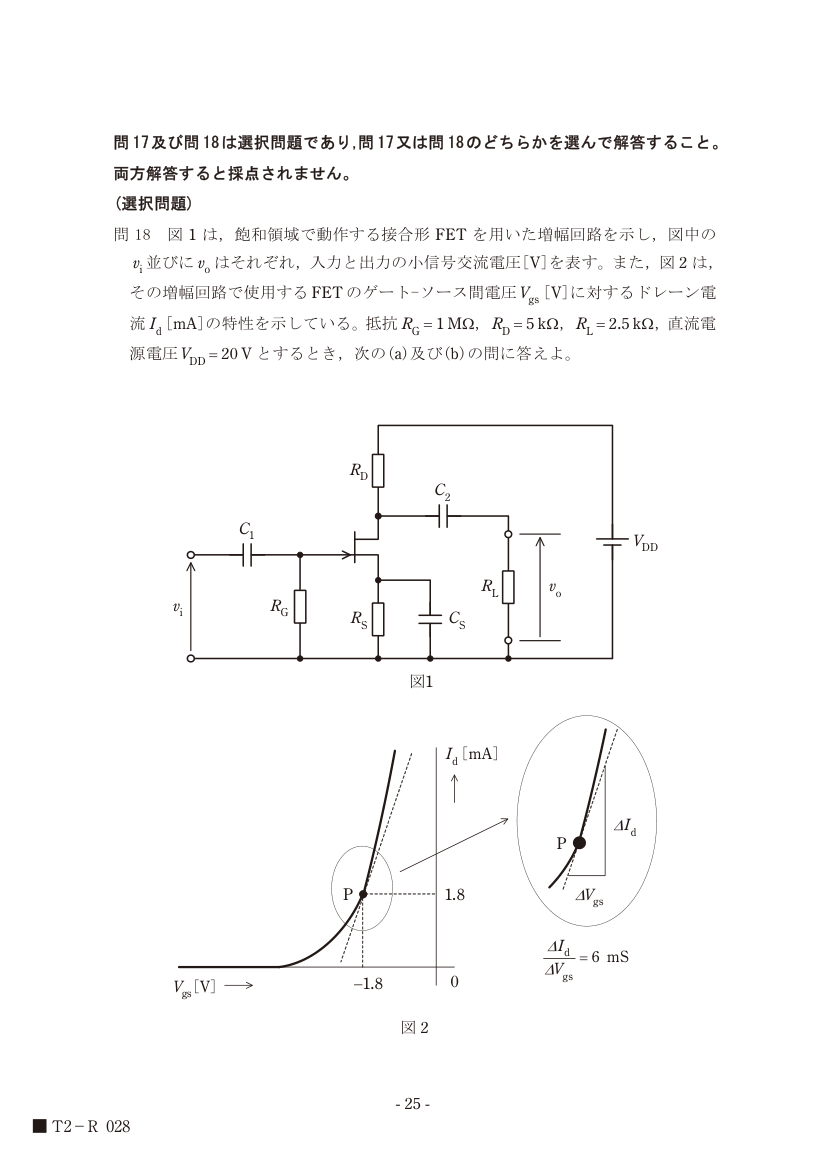 問17及び問18は選択問題であり,問17又は問18のどちらかを選んで解答すること。
両方解答すると採点されません。
(選択問題)
問 18 図 1 は，飽和領域で動作する接合形 FET を用いた増幅回路を示し，図中の
vi 並びに vo はそれぞれ，入力と出力の小信号交流電圧[V]を表す。また，図 2 は，
その増幅回路で使用する FET のゲート-ソース間電圧 Vgs [V]に対するドレーン電
流 Id [mA]の特性を示している。抵抗 RG = 1 MΩ，RD = 5 kΩ，RL = 2.5 kΩ，直流電
源電圧 VDD = 20 V とするとき，次の(a)及び(b)の問に答えよ。
RD
C2
C1
VDD
RL
vo
vi
RG
RS
CS
図1
Id [mA]
P
ΔId
ΔVgs
P
1.8
ΔId
ΔVgs
= 6 mS
Vgs [V]
−1.8
0
図 2
- 25 -
■ T2－R 028